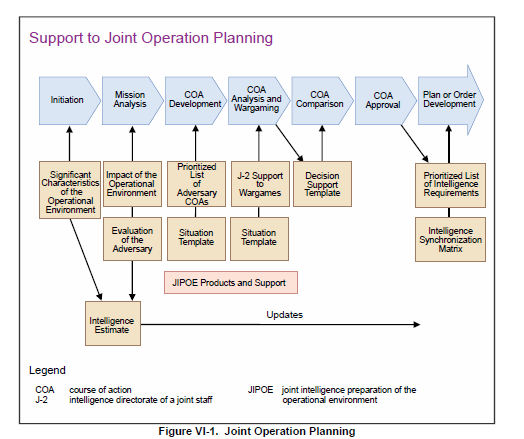 Support to Joint Operation Planning
Initiation
Mission
Analysis
COA
Development
COA
Analysis and
Wargaming
COA
Comparison
COA
Approval
Plan or Order
Development
Significant
Characteristics
of the
Operational
Environment
Impact of the
Operational
Environment
Prioritized
List
of
Adversary
COAs
J-2 Support
to
Wargames
Decision
Support
Template
Prioritized List
of Intelligence
Requirements
Evaluation
of the
Adversary
Situation
Template
Situation
Template
Intelligence
Synchronization
Matrix
JIPOE Products and Support
Intelligence
Estimate
Updates
Legend
COA course of action
J-2 intelligence directorate of a joint staff
JIPOE joint intelligence preparation of the
operational environment
Figure VI-1. Joint Operation Planning